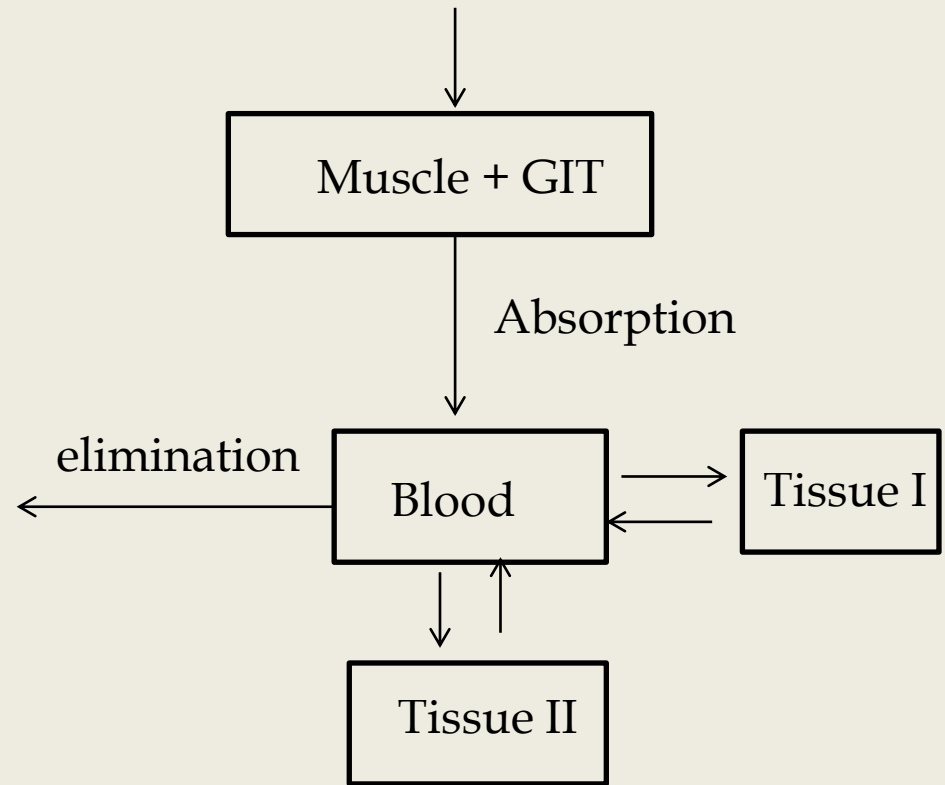 Muscle + GIT
Absorption
elimination
Blood
Tissue I
Tissue II